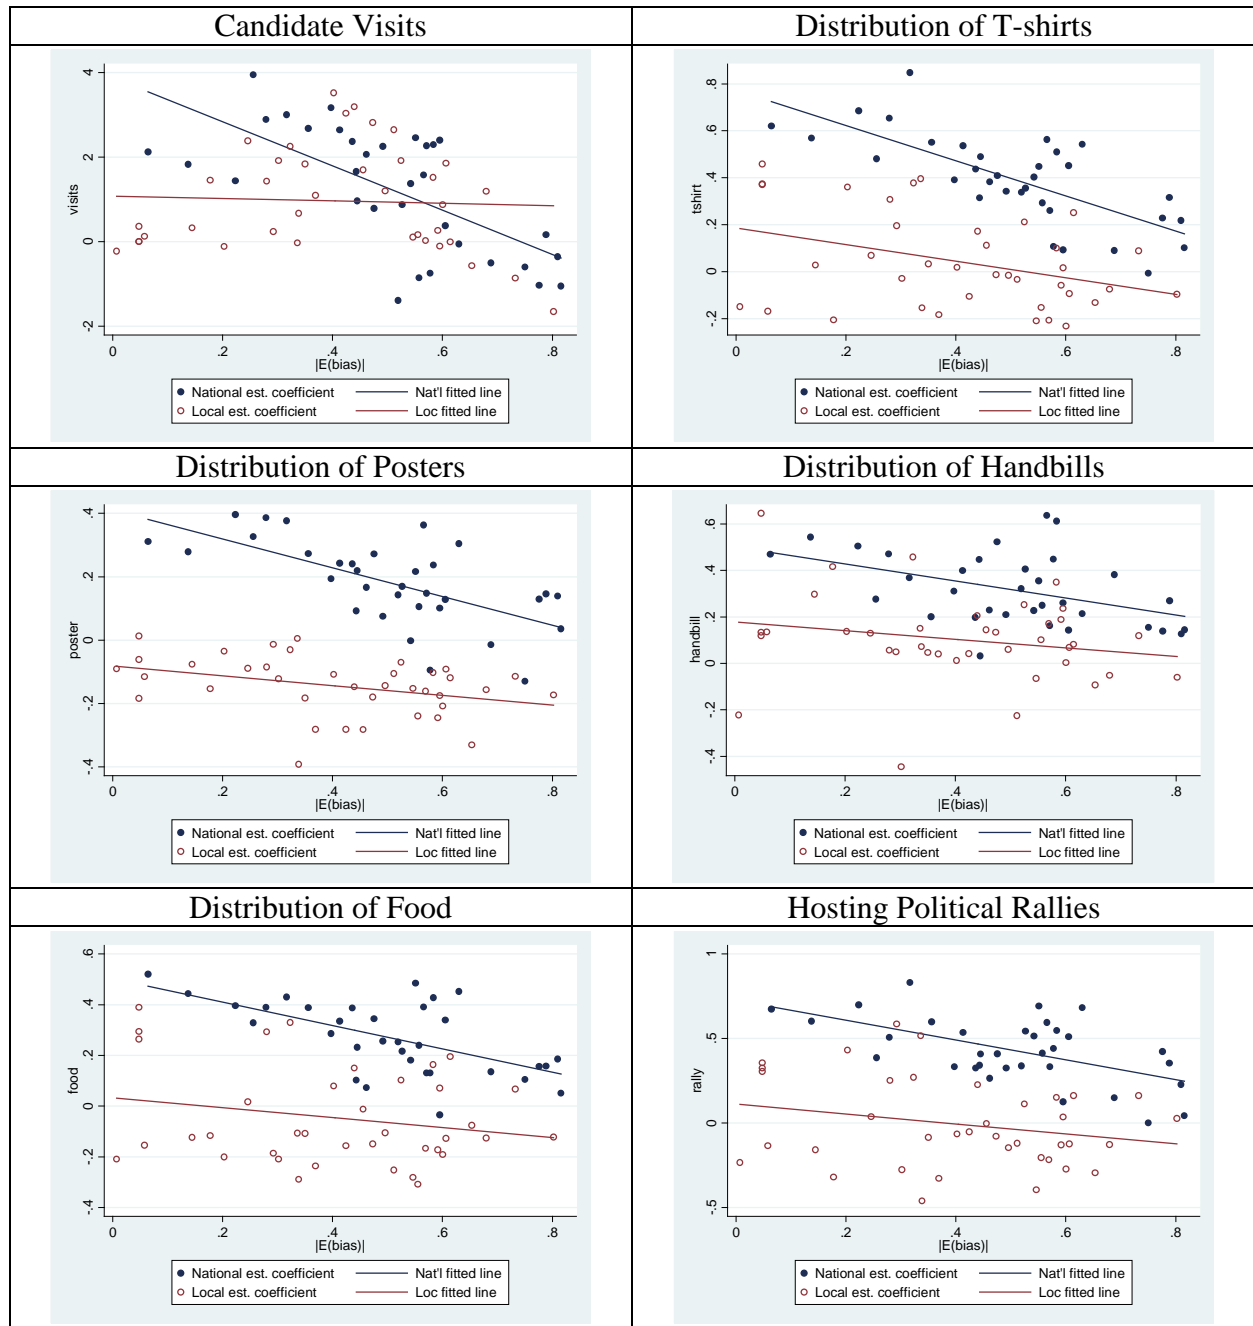 Candidate Visits
Distribution of T-shirts
4
2
0
-2
visits
0 .2 .4 .6 .8
|E(bias)|
National est. coefficient Nat'l fitted line
Local est. coefficient Loc fitted line
.8
.6
.4
.2
0
-.2
tshirt
0 .2 .4 .6 .8
|E(bias)|
National est. coefficient Nat'l fitted line
Local est. coefficient Loc fitted line
Distribution of Posters
Distribution of Handbills
.4
.2
0
-.2
-.4
poster
0 .2 .4 .6 .8
|E(bias)|
National est. coefficient Nat'l fitted line
Local est. coefficient Loc fitted line
.6
.4
.2
0
-.2
-.4
handbill
0 .2 .4 .6 .8
|E(bias)|
National est. coefficient Nat'l fitted line
Local est. coefficient Loc fitted line
Distribution of Food
Hosting Political Rallies
.6
.4
.2
0
-.2
-.4
food
0 .2 .4 .6 .8
|E(bias)|
National est. coefficient Nat'l fitted line
Local est. coefficient Loc fitted line
1
.5
0
-.5
rally
0 .2 .4 .6 .8
|E(bias)|
National est. coefficient Nat'l fitted line
Local est. coefficient Loc fitted line